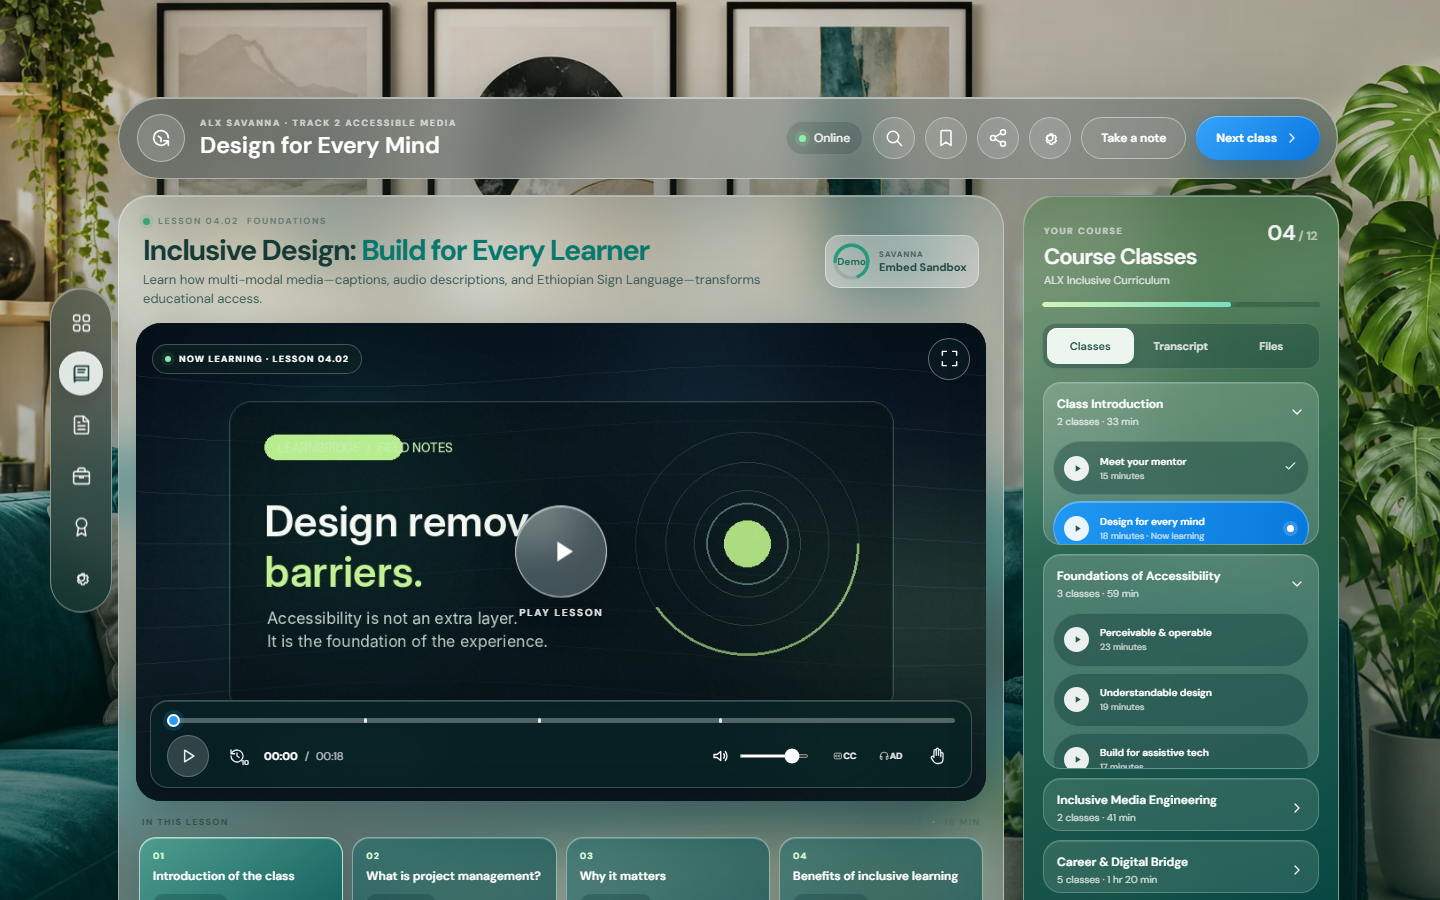 ALX SAVANNA · TRACK 2 ACCESSIBLE MEDIA
Design for Every Mind
Online
Take a note
Next class
LESSON 04.02 FOUNDATIONS
Inclusive Design: Build for Every Learner
Learn how multi-modal media—captions, audio descriptions, and Ethiopian Sign Language—transforms
educational access.
Demo
SAVANNA
Embed Sandbox
NOW LEARNING · LESSON 04.02
D NOTES
Design remov
barriers.
Accessibility is not an extra layer.
It is the foundation of the experience.
PLAY LESSON
10
00:00 / 00:18
CC
AD
IN THIS LESSON
18 MIN
01
Introduction of the class
02
What is project management?
03
Why it matters
04
Benefits of inclusive learning
YOUR COURSE
04 / 12
Course Classes
ALX Inclusive Curriculum
Classes
Transcript
Files
Class Introduction
2 classes · 33 min
Meet your mentor
15 minutes
Design for every mind
18 minutes · Now learning
Foundations of Accessibility
3 classes · 59 min
Perceivable & operable
23 minutes
Understandable design
19 minutes
Build for assistive tech
17 minutes
Inclusive Media Engineering
2 classes · 41 min
Career & Digital Bridge
5 classes · 1 hr 20 min